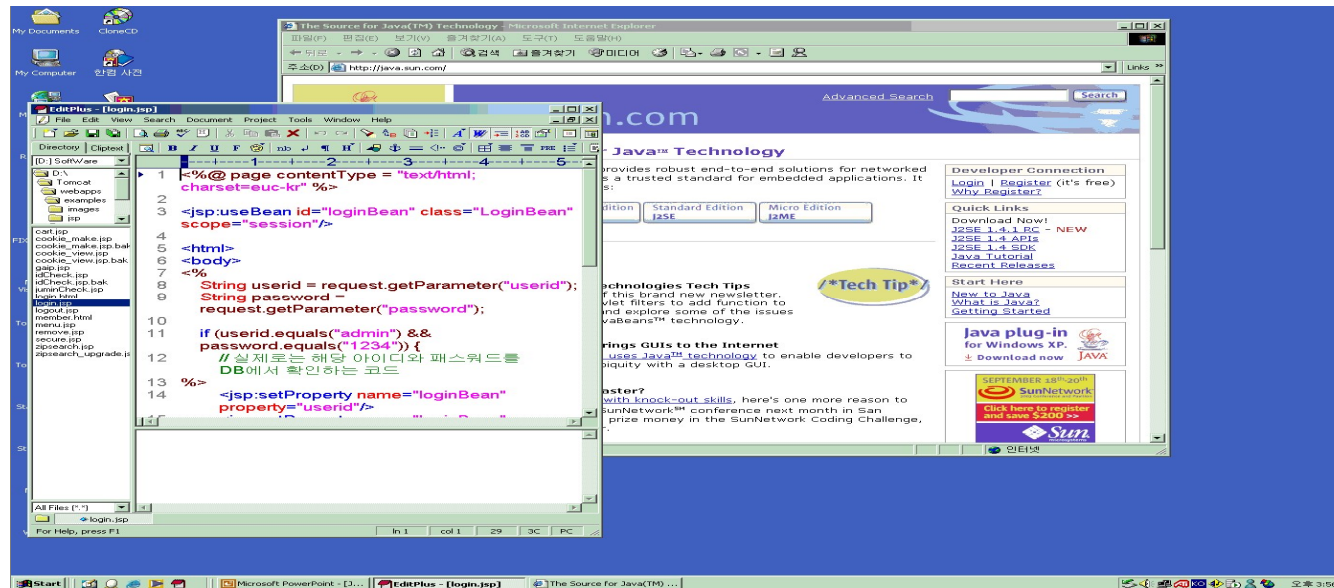 My Documents
CloneCD
My Computer
한컴 사전
The Source for Java(TM) Technology - Microsoft Internet Explorer
파일(F) 편집(E) 보기(V) 즐겨찾기(A) 도구(T) 도움말(H)
뒤로 검색 즐겨찾기 미디어
주소(D) http://java.sun.com/ Links »
Advanced Search Search
.com
Java™ Technology
provides robust end-to-end solutions for networked
s a trusted standard for embedded applications. It
s:
Standard Edition
J2SE
Micro Edition
J2ME
Tech Tips
f this brand new newsletter.
vlet filters to add function to
nd explore some of the issues
vaBeans™ technology.
/*Tech Tip*/
rings GUIs to the Internet
uses Java™ technology to enable developers to
biquity with a desktop GUI.
aster?
with knock-out skills, here's one more reason to
SunNetwork℠ conference next month in San
prize money in the SunNetwork Coding Challenge,
Developer Connection
Login | Register (it's free)
Why Register?
Quick Links
Download Now!
J2SE 1.4.1 RC - NEW
J2SE 1.4 APIs
J2SE 1.4 SDK
Java Tutorial
Recent Releases
Start Here
New to Java
What is Java?
Getting Started
Java plug-in
for Windows XP.
Download now JAVA
SEPTEMBER 18th-20th
SunNetwork
Click here to register
and save $200 >>
Sun
인터넷
EditPlus - [login.jsp]
File Edit View Search Document Project Tools Window Help
Directory Cliptext
[D:] SoftWare
D:\
Tomcat
webapps
examples
images
jsp
cart.jsp
cookie_make.jsp
cookie_make.jsp.bak
cookie_view.jsp
cookie_view.jsp.bak
gaip.jsp
idCheck.jsp
idCheck.jsp.bak
juminCheck.jsp
login.html
login.jsp
logout.jsp
member.html
menu.jsp
remove.jsp
secure.jsp
zipsearch.jsp
zipsearch_upgrade.js
All Files (*.*)
----+----1----+----2----+----3----+----4----+----5--
1 <%@ page contentType = "text/html;
charset=euc-kr" %>
2
3 <jsp:useBean id="loginBean" class="LoginBean"
scope="session"/>
4
5 <html>
6 <body>
7 <%
8 String userid = request.getParameter("userid");
9 String password =
request.getParameter("password");
10
11 if (userid.equals("admin") &&
password.equals("1234")) {
12 // 실제로는 해당 아이디와 패스워드를
DB에서 확인하는 코드
13 %>
14 <jsp:setProperty name="loginBean"
property="userid"/>
login.jsp
For Help, press F1 ln 1 col 1 29 3C PC
Start Microsoft PowerPoint - [J... EditPlus - [login.jsp] The Source for Java(TM) ... 오후 3:56